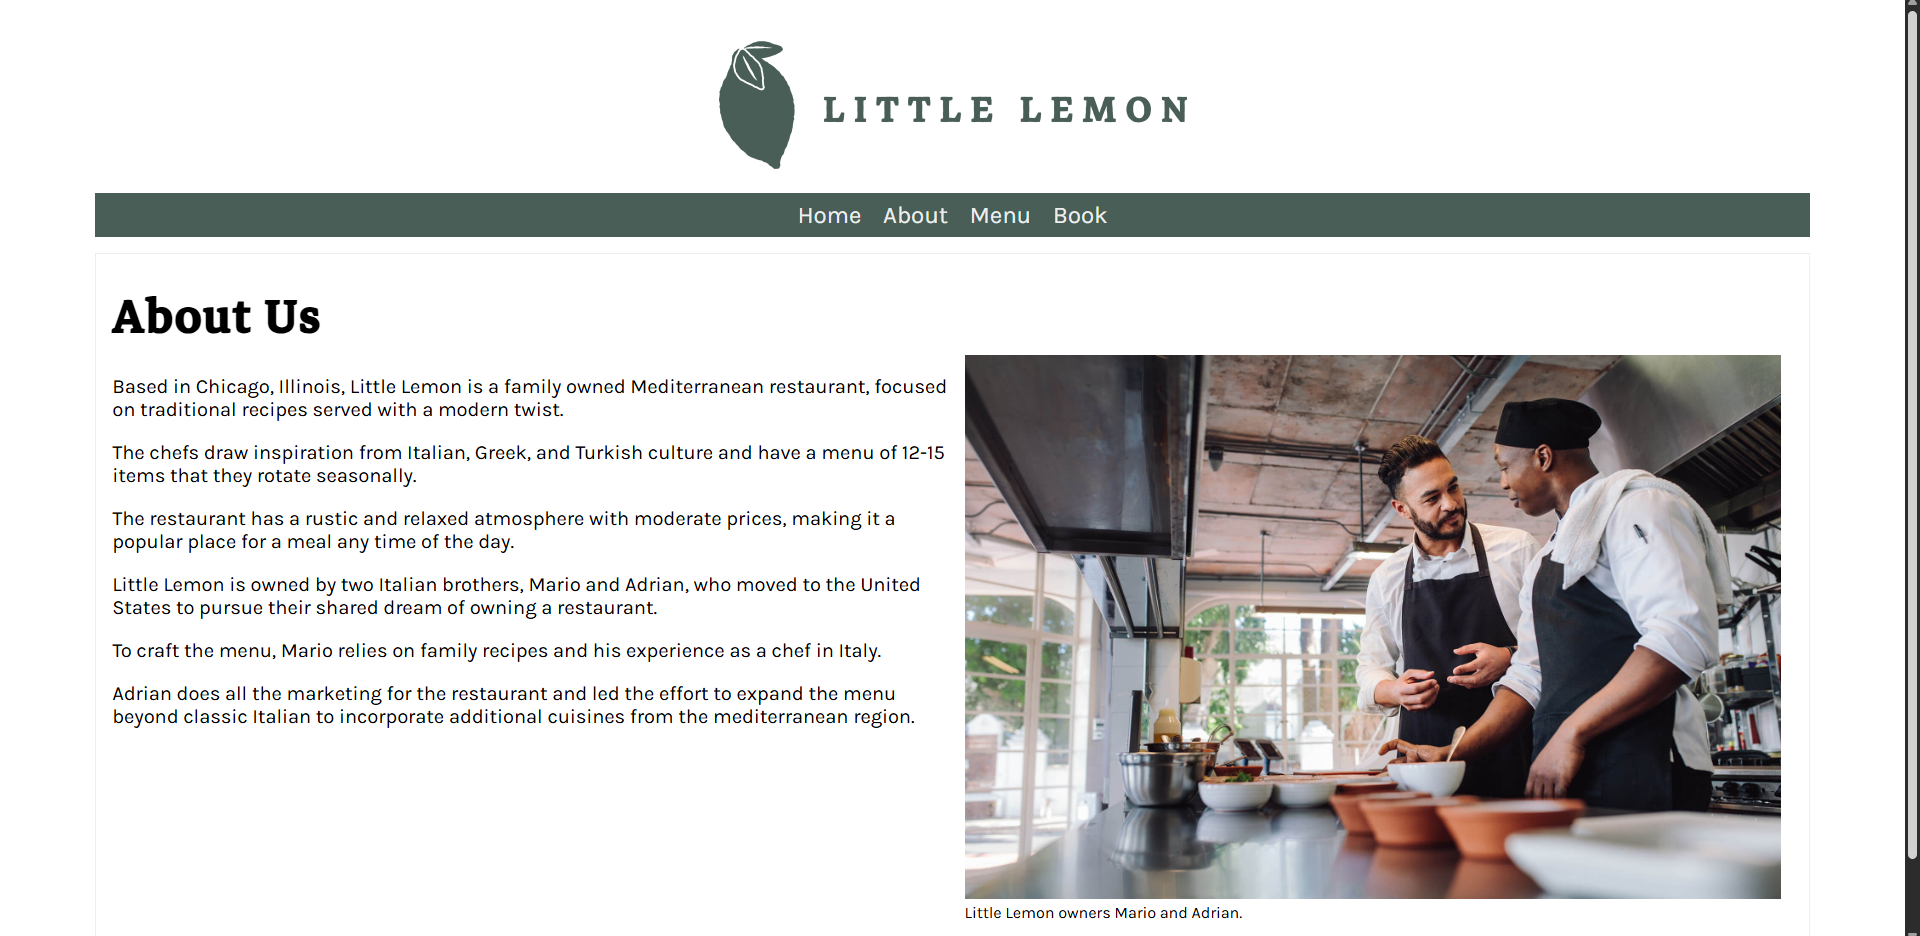 LITTLE LEMON
Home About Menu Book
About Us
Based in Chicago, Illinois, Little Lemon is a family owned Mediterranean restaurant, focused
on traditional recipes served with a modern twist.
The chefs draw inspiration from Italian, Greek, and Turkish culture and have a menu of 12-15
items that they rotate seasonally.
The restaurant has a rustic and relaxed atmosphere with moderate prices, making it a
popular place for a meal any time of the day.
Little Lemon is owned by two Italian brothers, Mario and Adrian, who moved to the United
States to pursue their shared dream of owning a restaurant.
To craft the menu, Mario relies on family recipes and his experience as a chef in Italy.
Adrian does all the marketing for the restaurant and led the effort to expand the menu
beyond classic Italian to incorporate additional cuisines from the mediterranean region.
Little Lemon owners Mario and Adrian.